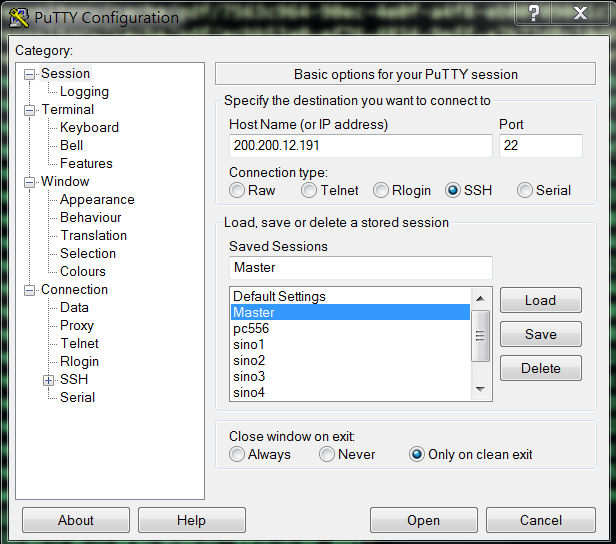 PuTTY Configuration
Category:
Session
Logging
Terminal
Keyboard
Bell
Features
Window
Appearance
Behaviour
Translation
Selection
Colours
Connection
Data
Proxy
Telnet
Rlogin
SSH
Serial
Basic options for your PuTTY session
Specify the destination you want to connect to
Host Name (or IP address) Port
200.200.12.191 22
Connection type:
Raw Telnet Rlogin SSH Serial
Load, save or delete a stored session
Saved Sessions
Master
Default Settings
Master
pc556
sino1
sino2
sino3
sino4
Load
Save
Delete
Close window on exit:
Always Never Only on clean exit
About Help Open Cancel